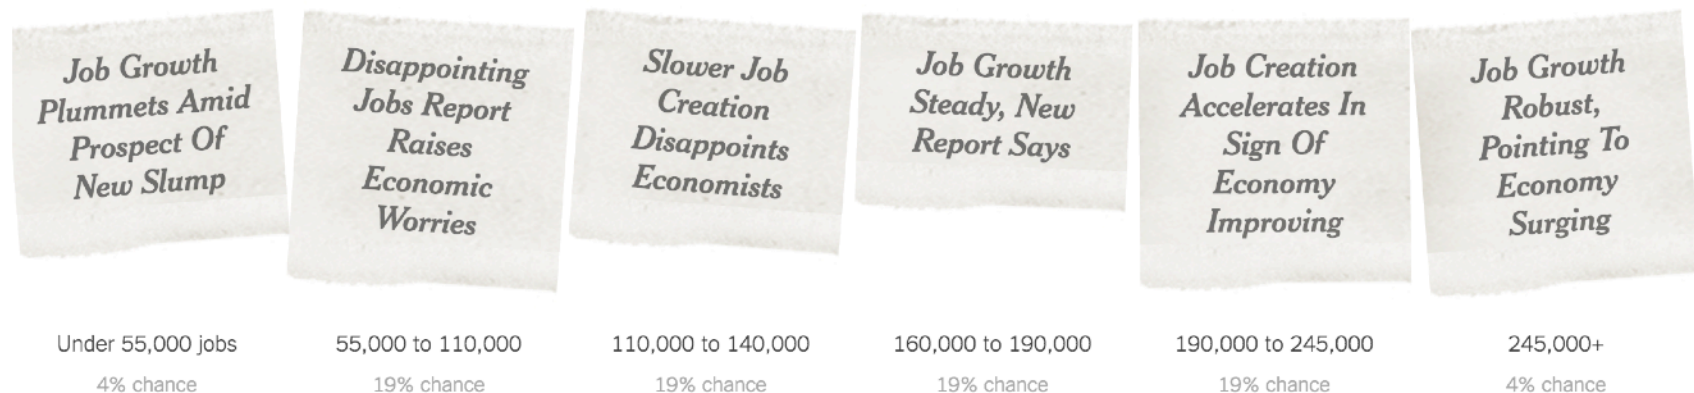 Job Growth
Plummets Amid
Prospect Of
New Slump
Under 55,000 jobs
4% chance
Disappointing
Jobs Report
Raises
Economic
Worries
55,000 to 110,000
19% chance
Slower Job
Creation
Disappoints
Economists
110,000 to 140,000
19% chance
Job Growth
Steady, New
Report Says
160,000 to 190,000
19% chance
Job Creation
Accelerates In
Sign Of
Economy
Improving
190,000 to 245,000
19% chance
Job Growth
Robust,
Pointing To
Economy
Surging
245,000+
4% chance